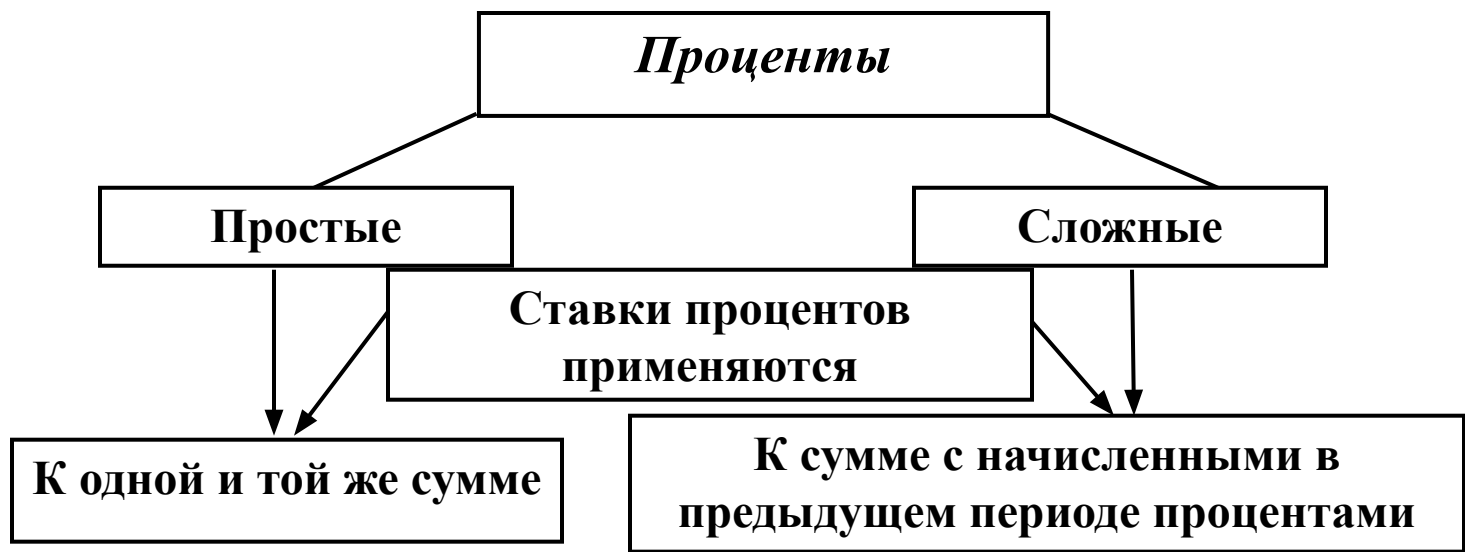 Проценты
Простые
Сложные
Ставки процентов
применяются
К одной и той же сумме
К сумме с начисленными в
предыдущем периоде процентами